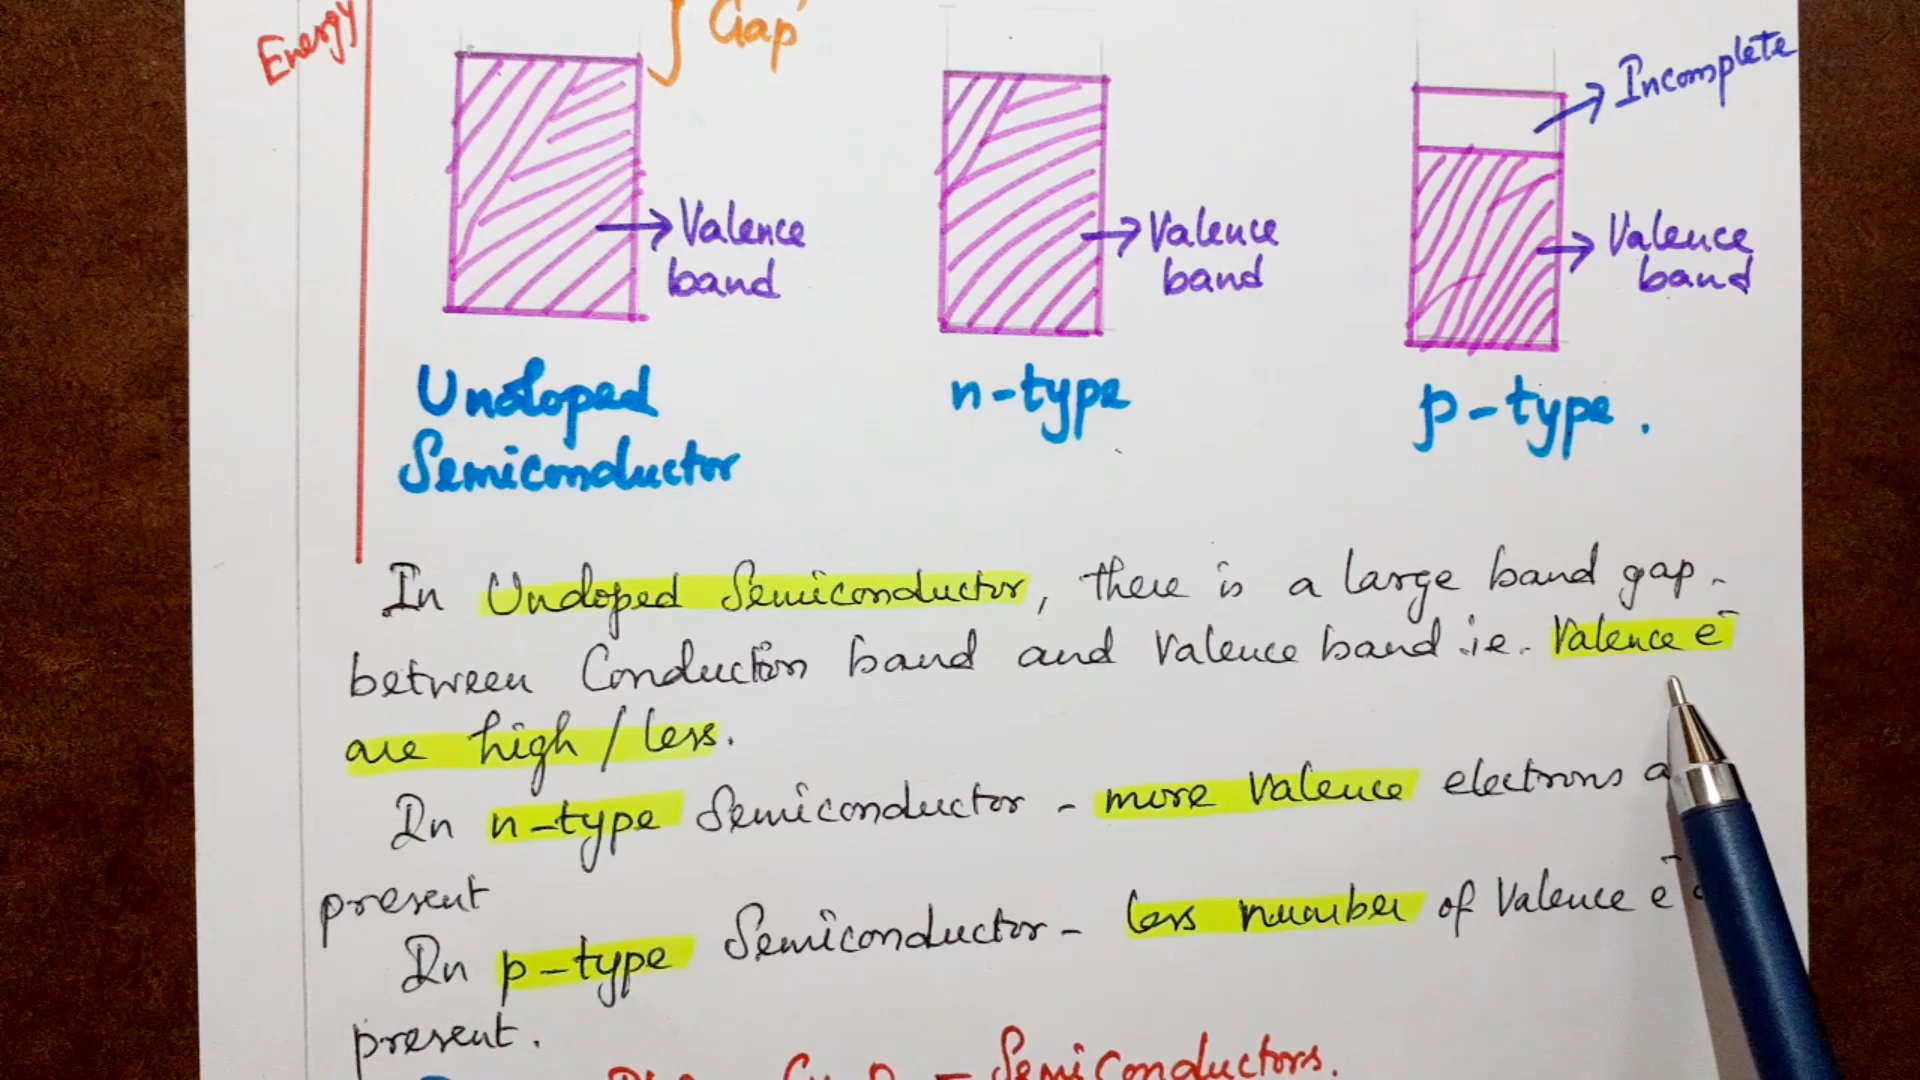 Energy
Gap
Incomplete
Valence
band
Valence
band
Valence
band
Undoped
Semiconductor
n-type
p-type.
In Undoped Semiconductor, there is a large band gap.
between Conduction band and Valence band i.e. Valence e⁻
are high / less.
In n-type Semiconductor - more Valence electrons
present
In p-type Semiconductor - less number of Valence e⁻
present.
- Semiconductors.